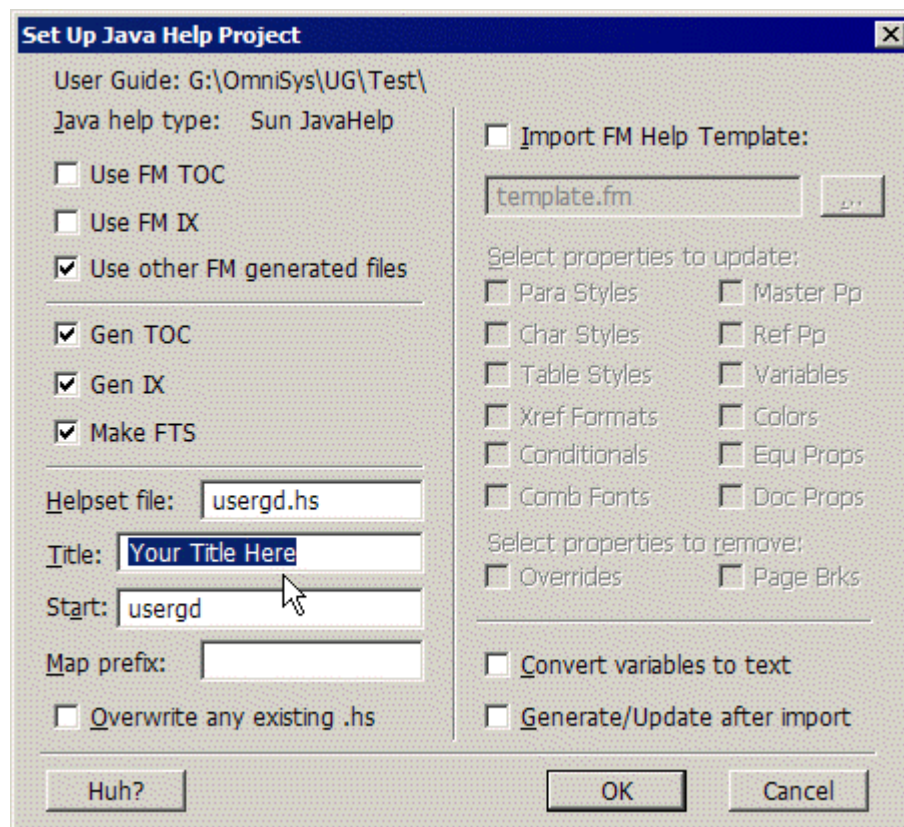 Set Up Java Help Project
User Guide: G:\OmniSys\UG\Test\
Java help type: Sun JavaHelp
Use FM TOC
Use FM IX
Use other FM generated files
Gen TOC
Gen IX
Make FTS
Helpset file: usergd.hs
Title: Your Title Here
Start: usergd
Map prefix:
Overwrite any existing .hs
Import FM Help Template:
template.fm ...
Select properties to update:
Para Styles Master Pp
Char Styles Ref Pp
Table Styles Variables
Xref Formats Colors
Conditionals Equ Props
Comb Fonts Doc Props
Select properties to remove:
Overrides Page Brks
Convert variables to text
Generate/Update after import
Huh? OK Cancel